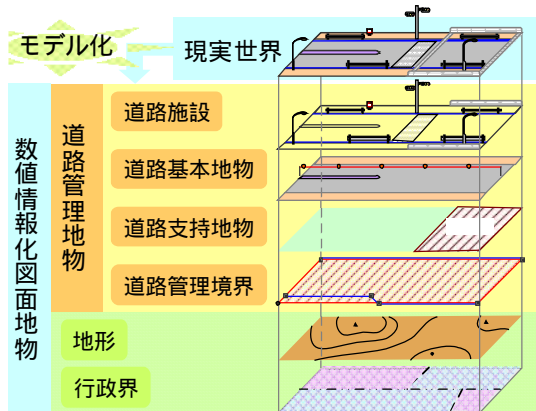 モデル化
現実世界
数値情報化図面地物
道路管理地物
道路施設
道路基本地物
道路支持地物
道路管理境界
地形
行政界